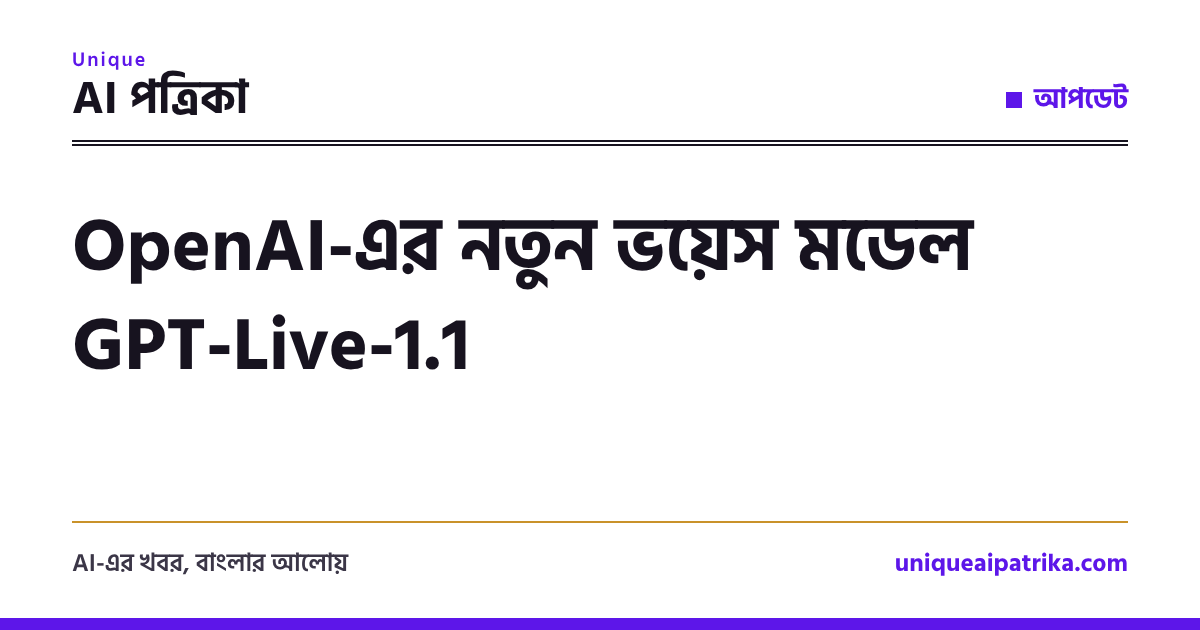 Unique
AI পত্রিকা
আপডেট
OpenAI-এর নতুন ভয়েস মডেল
GPT-Live-1.1
AI-এর খবর, বাংলার আলোয়
uniqueaipatrika.com